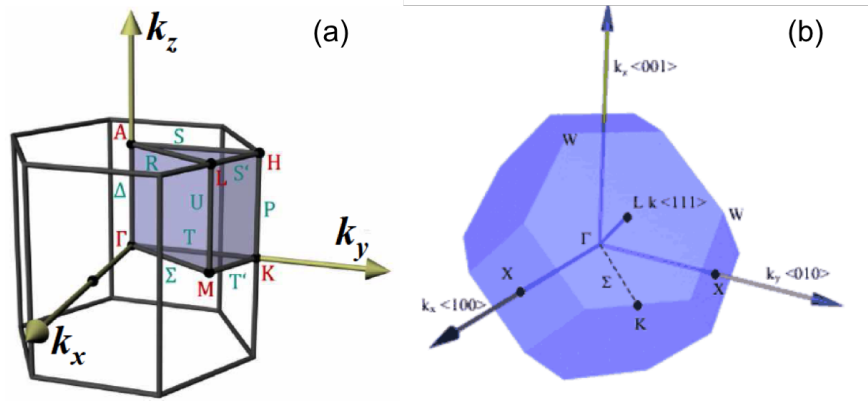 (a)
k_z
A
S
R
L
S'
H
Δ
U
P
Γ
T
k_y
Σ
M
T'
K
k_x
(b)
k_z <001>
W
L k <111>
W
Γ
X
Σ
X
k_y <010>
k_x <100>
K